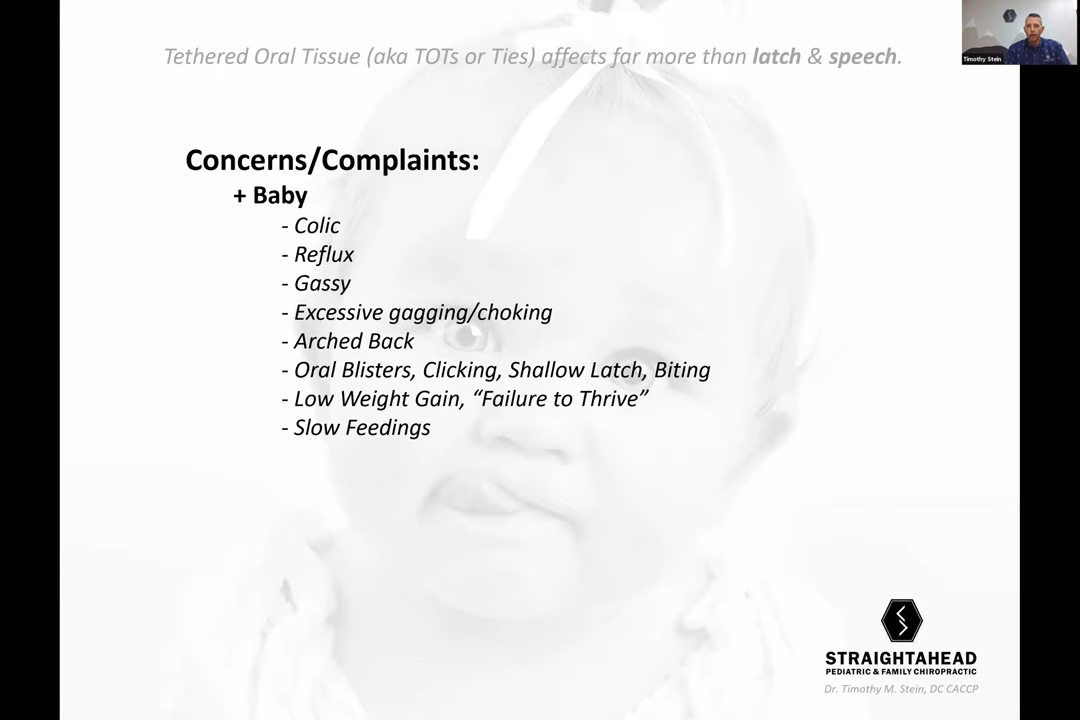 Tethered Oral Tissue (aka TOTs or Ties) affects far more than latch & speech.
Timothy Stein
Concerns/Complaints:
+ Baby
- Colic
- Reflux
- Gassy
- Excessive gagging/choking
- Arched Back
- Oral Blisters, Clicking, Shallow Latch, Biting
- Low Weight Gain, “Failure to Thrive”
- Slow Feedings
STRAIGHTAHEAD
PEDIATRIC & FAMILY CHIROPRACTIC
Dr. Timothy M. Stein, DC CACCP